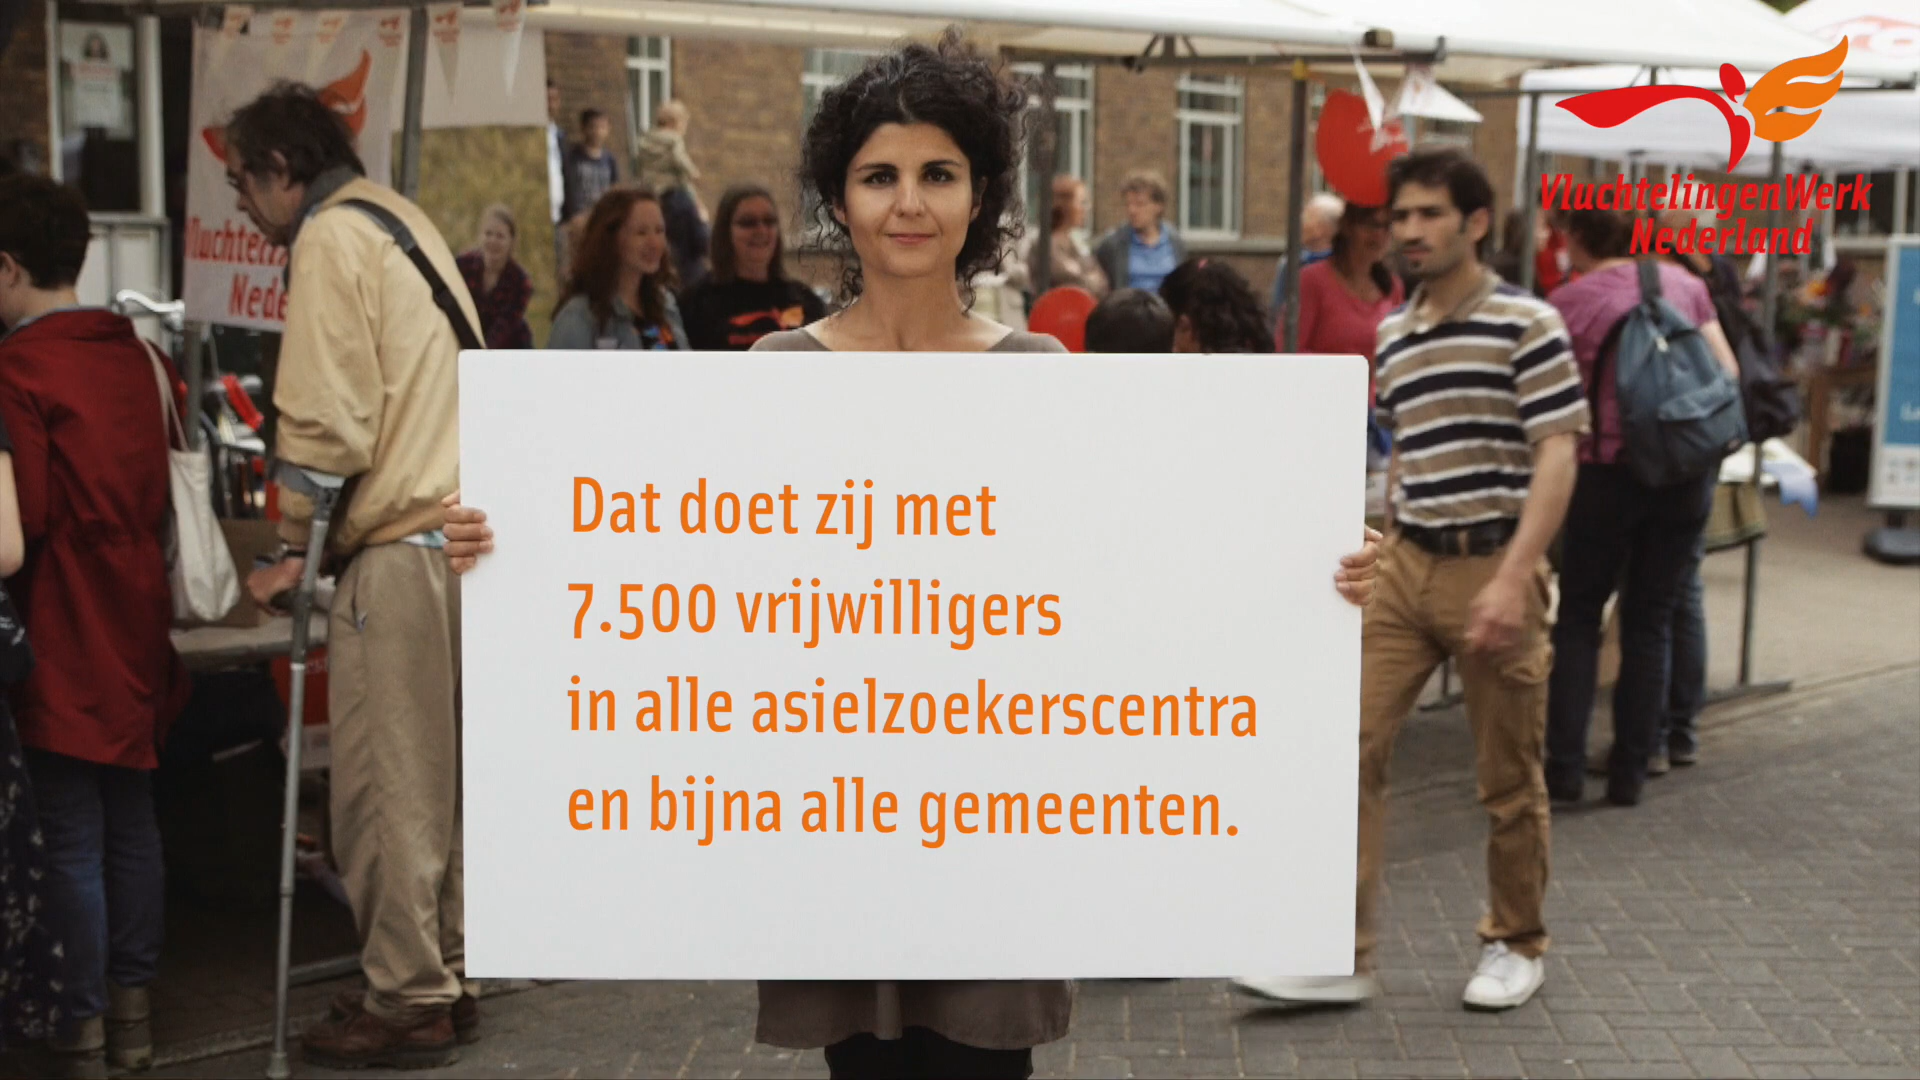 VluchtelingenWerk
Nederland
Dat doet zij met
7.500 vrijwilligers
in alle asielzoekerscentra
en bijna alle gemeenten.